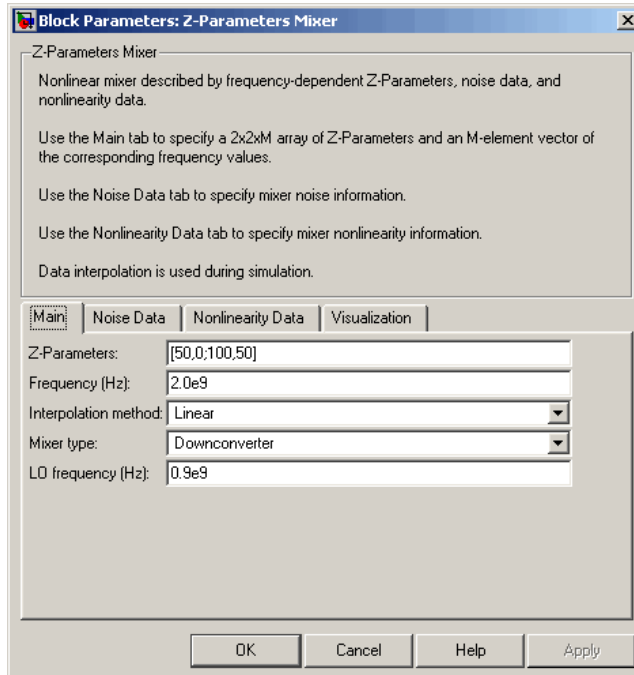 Block Parameters: Z-Parameters Mixer
Z-Parameters Mixer
Nonlinear mixer described by frequency-dependent Z-Parameters, noise data, and
nonlinearity data.
Use the Main tab to specify a 2x2xM array of Z-Parameters and an M-element vector of
the corresponding frequency values.
Use the Noise Data tab to specify mixer noise information.
Use the Nonlinearity Data tab to specify mixer nonlinearity information.
Data interpolation is used during simulation.
Main Noise Data Nonlinearity Data Visualization
Z-Parameters: [50,0;100,50]
Frequency (Hz): 2.0e9
Interpolation method: Linear
Mixer type: Downconverter
LO frequency (Hz): 0.9e9
OK Cancel Help Apply